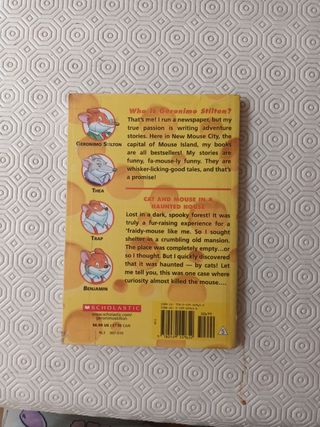 Who Is Geronimo Stilton?
That's me! I run a newspaper, but my
true passion is writing adventure
stories. Here in New Mouse City, the
capital of Mouse Island, my books
are all bestsellers! My stories are
funny, fa-mouse-ly funny. They are
whisker-licking-good tales, and that's
a promise!
GERONIMO STILTON
THEA
TRAP
BENJAMIN
CAT AND MOUSE IN A
HAUNTED HOUSE
Lost in a dark, spooky forest! It was
truly a fur-raising experience for a
'fraidy-mouse like me. So I sought
shelter in a crumbling old mansion.
The place was completely empty...or
so I thought. But I quickly discovered
that it was haunted — by cats! Let
me tell you, this was one case where
curiosity almost killed the mouse....
SCHOLASTIC
www.scholastic.com/
geronimostilton